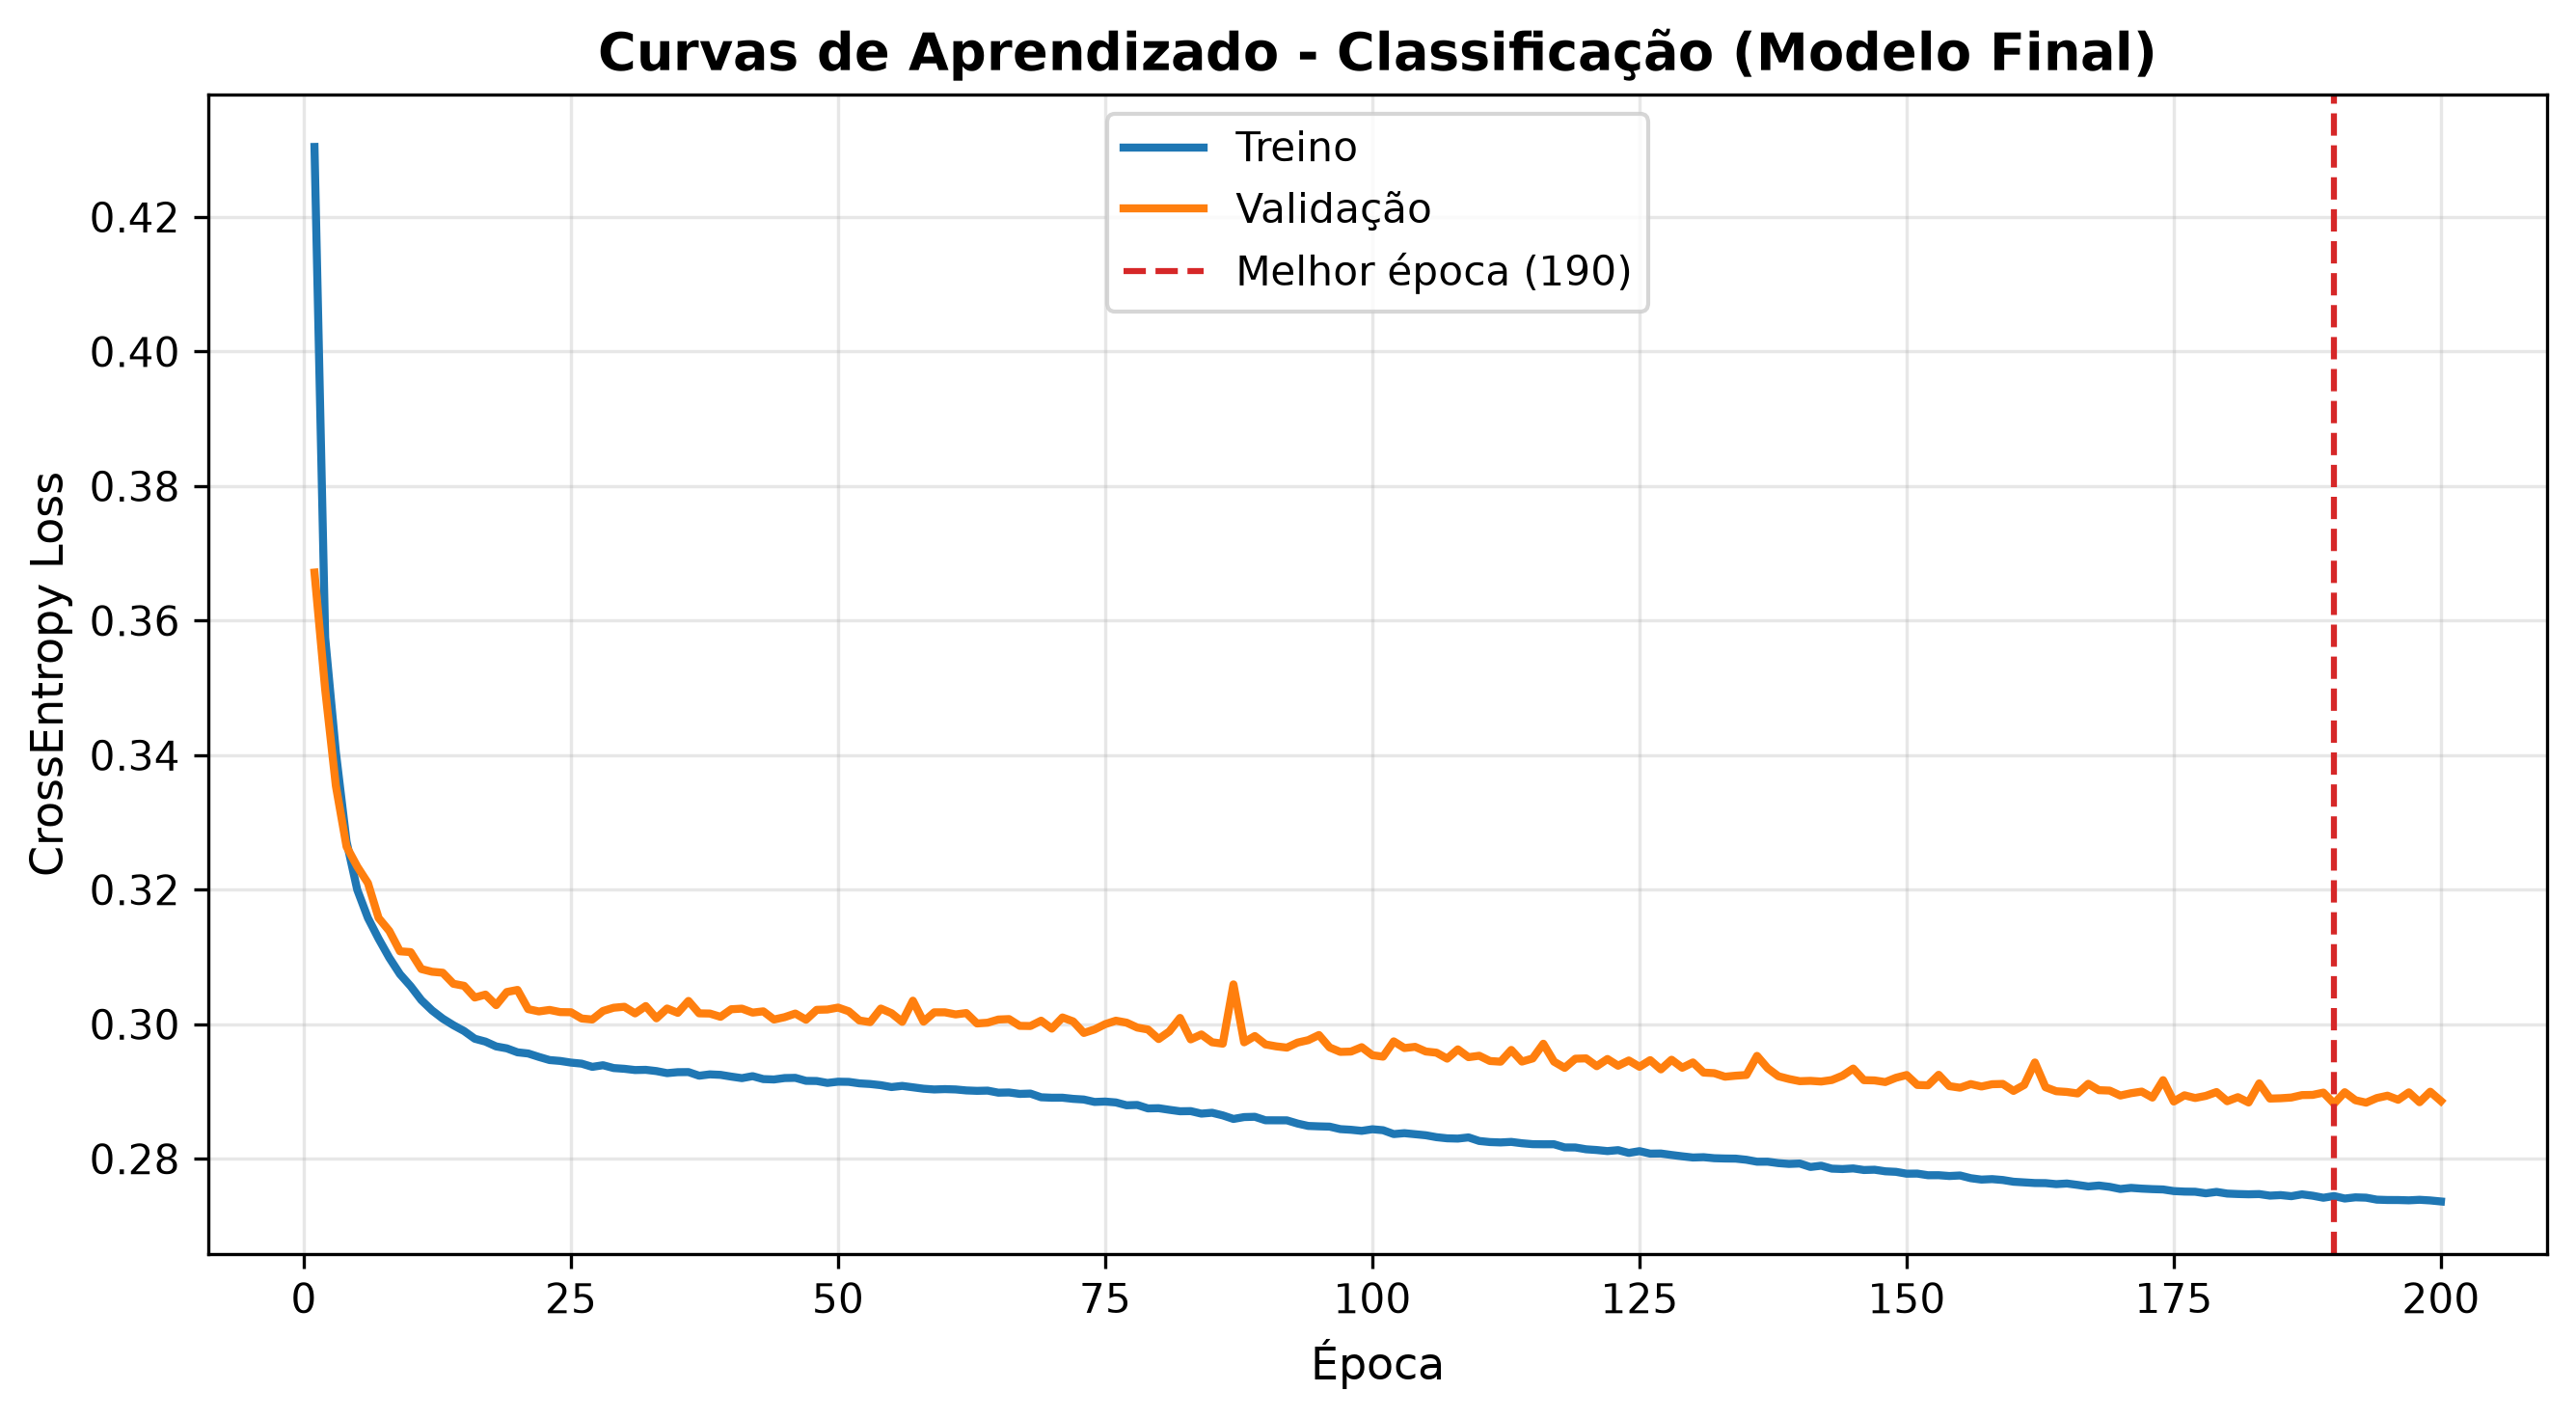 Curvas de Aprendizado - Classificação (Modelo Final)
Treino
Validação
Melhor época (190)
CrossEntropy Loss
0.42
0.40
0.38
0.36
0.34
0.32
0.30
0.28
0 25 50 75 100 125 150 175 200
Época